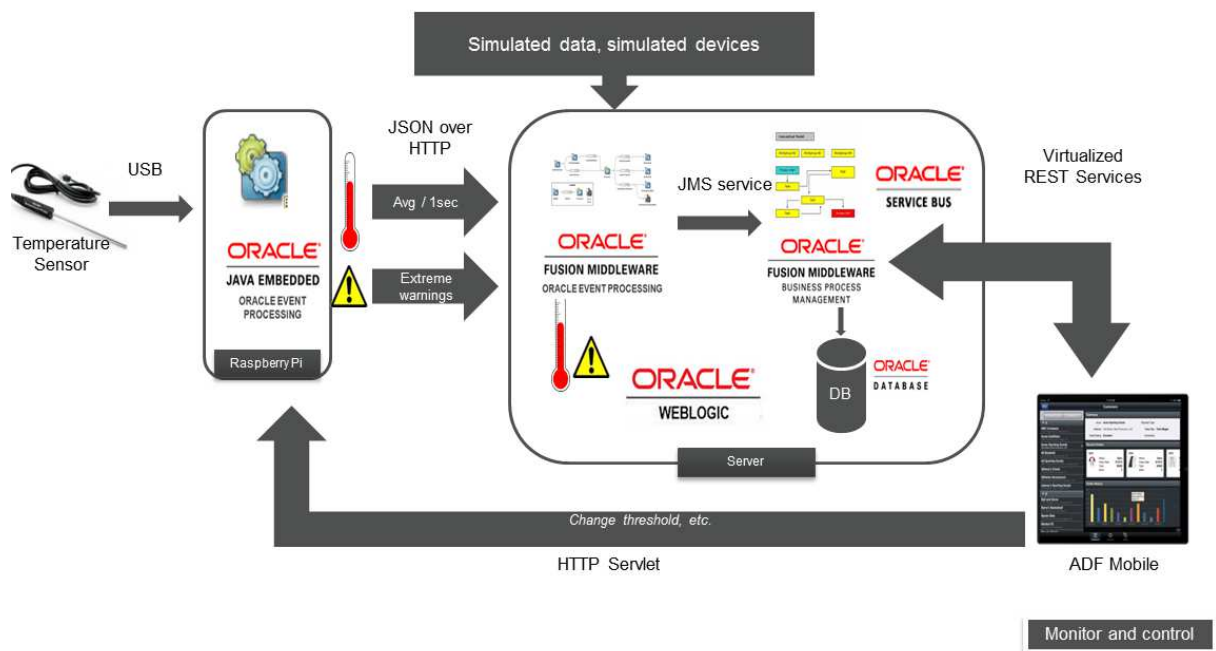 Simulated data, simulated devices
JSON over
HTTP
USB
Temperature
Sensor
ORACLE
JAVA EMBEDDED
ORACLE EVENT
PROCESSING
Raspberry Pi
Avg / 1sec
Extreme
warnings
JMS service
ORACLE
FUSION MIDDLEWARE
ORACLE EVENT PROCESSING
ORACLE
SERVICE BUS
ORACLE
FUSION MIDDLEWARE
BUSINESS PROCESS
MANAGEMENT
ORACLE
WEBLOGIC
DB
ORACLE
DATABASE
Server
Virtualized
REST Services
Change threshold, etc.
HTTP Servlet
ADF Mobile
Monitor and control